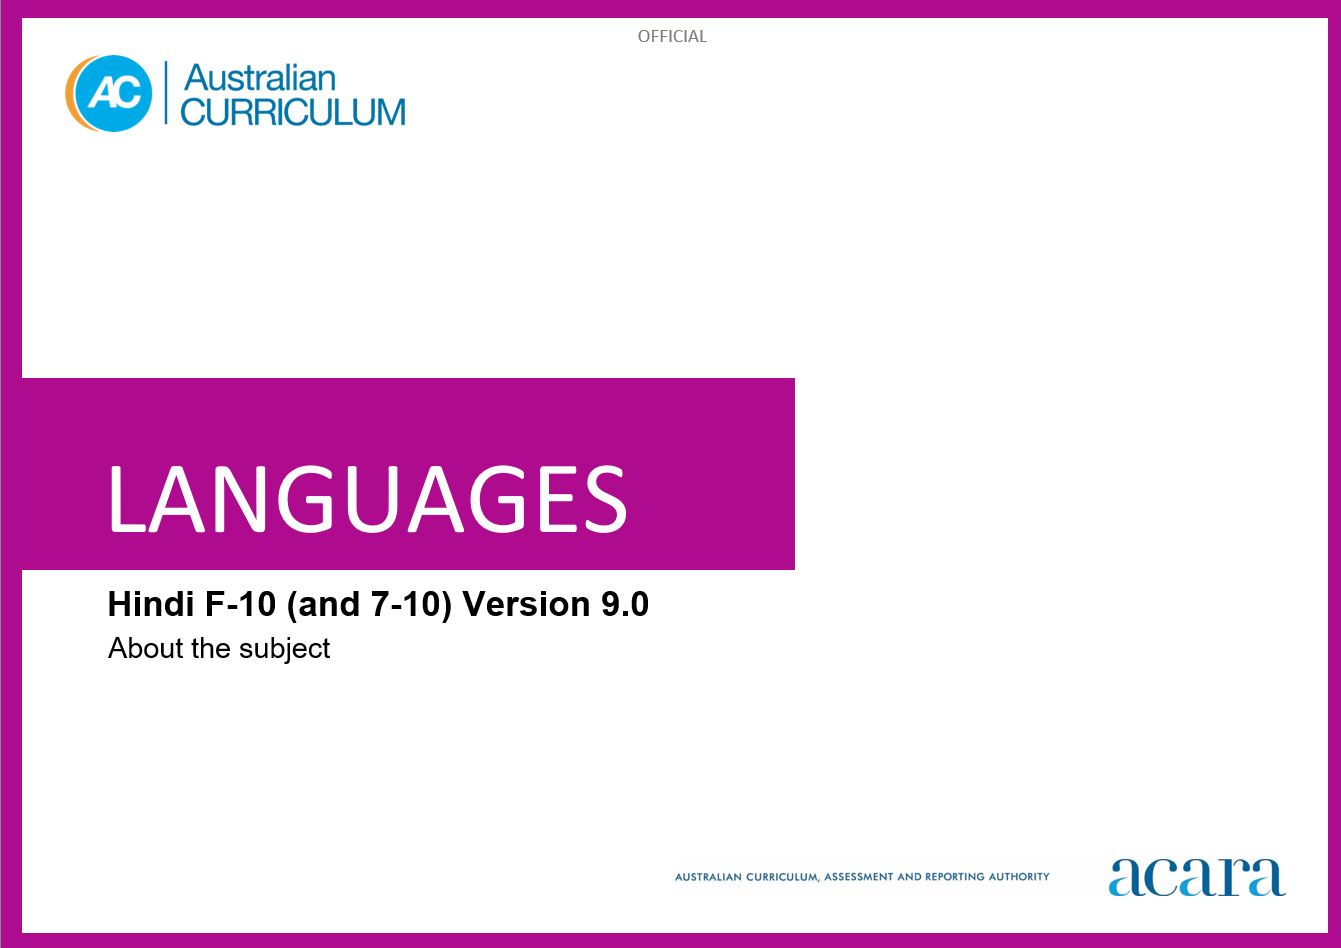 OFFICIAL
AC
Australian
CURRICULUM
LANGUAGES
Hindi F-10 (and 7-10) Version 9.0
About the subject
AUSTRALIAN CURRICULUM, ASSESSMENT AND REPORTING AUTHORITY
acara